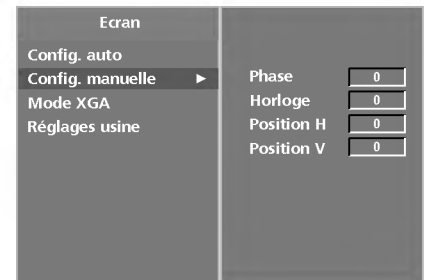 Ecran
Config. auto
Config. manuelle ►
Mode XGA
Réglages usine
Phase 0
Horloge 0
Position H 0
Position V 0